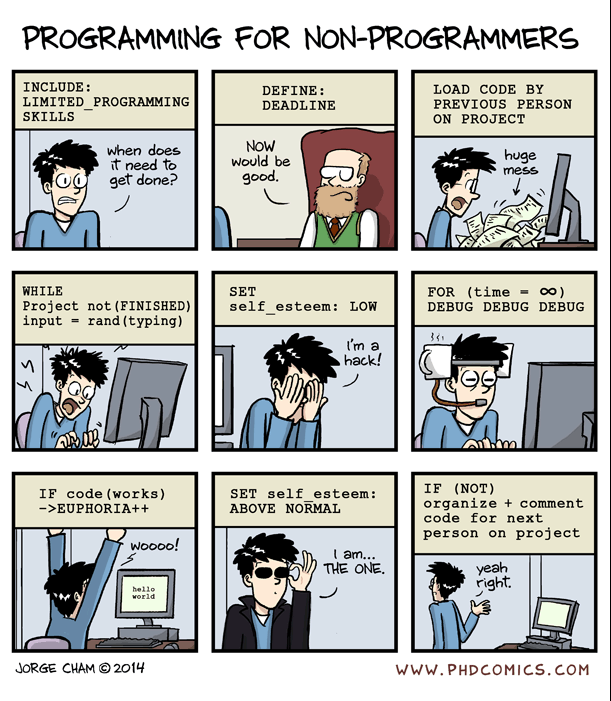 PROGRAMMING FOR NON-PROGRAMMERS
INCLUDE:
LIMITED_PROGRAMMING
SKILLS
when does
it need to
get done?
DEFINE:
DEADLINE
NOW
would be
good.
LOAD CODE BY
PREVIOUS PERSON
ON PROJECT
huge
mess
WHILE
Project not(FINISHED)
input = rand(typing)
SET
self_esteem: LOW
I'm a
hack!
FOR (time = ∞)
DEBUG DEBUG DEBUG
IF code(works)
->EUPHORIA++
woooo!
hello
world
SET self_esteem:
ABOVE NORMAL
I am...
THE ONE.
IF (NOT)
organize + comment
code for next
person on project
yeah
right.
JORGE CHAM © 2014
WWW.PHDCOMICS.COM